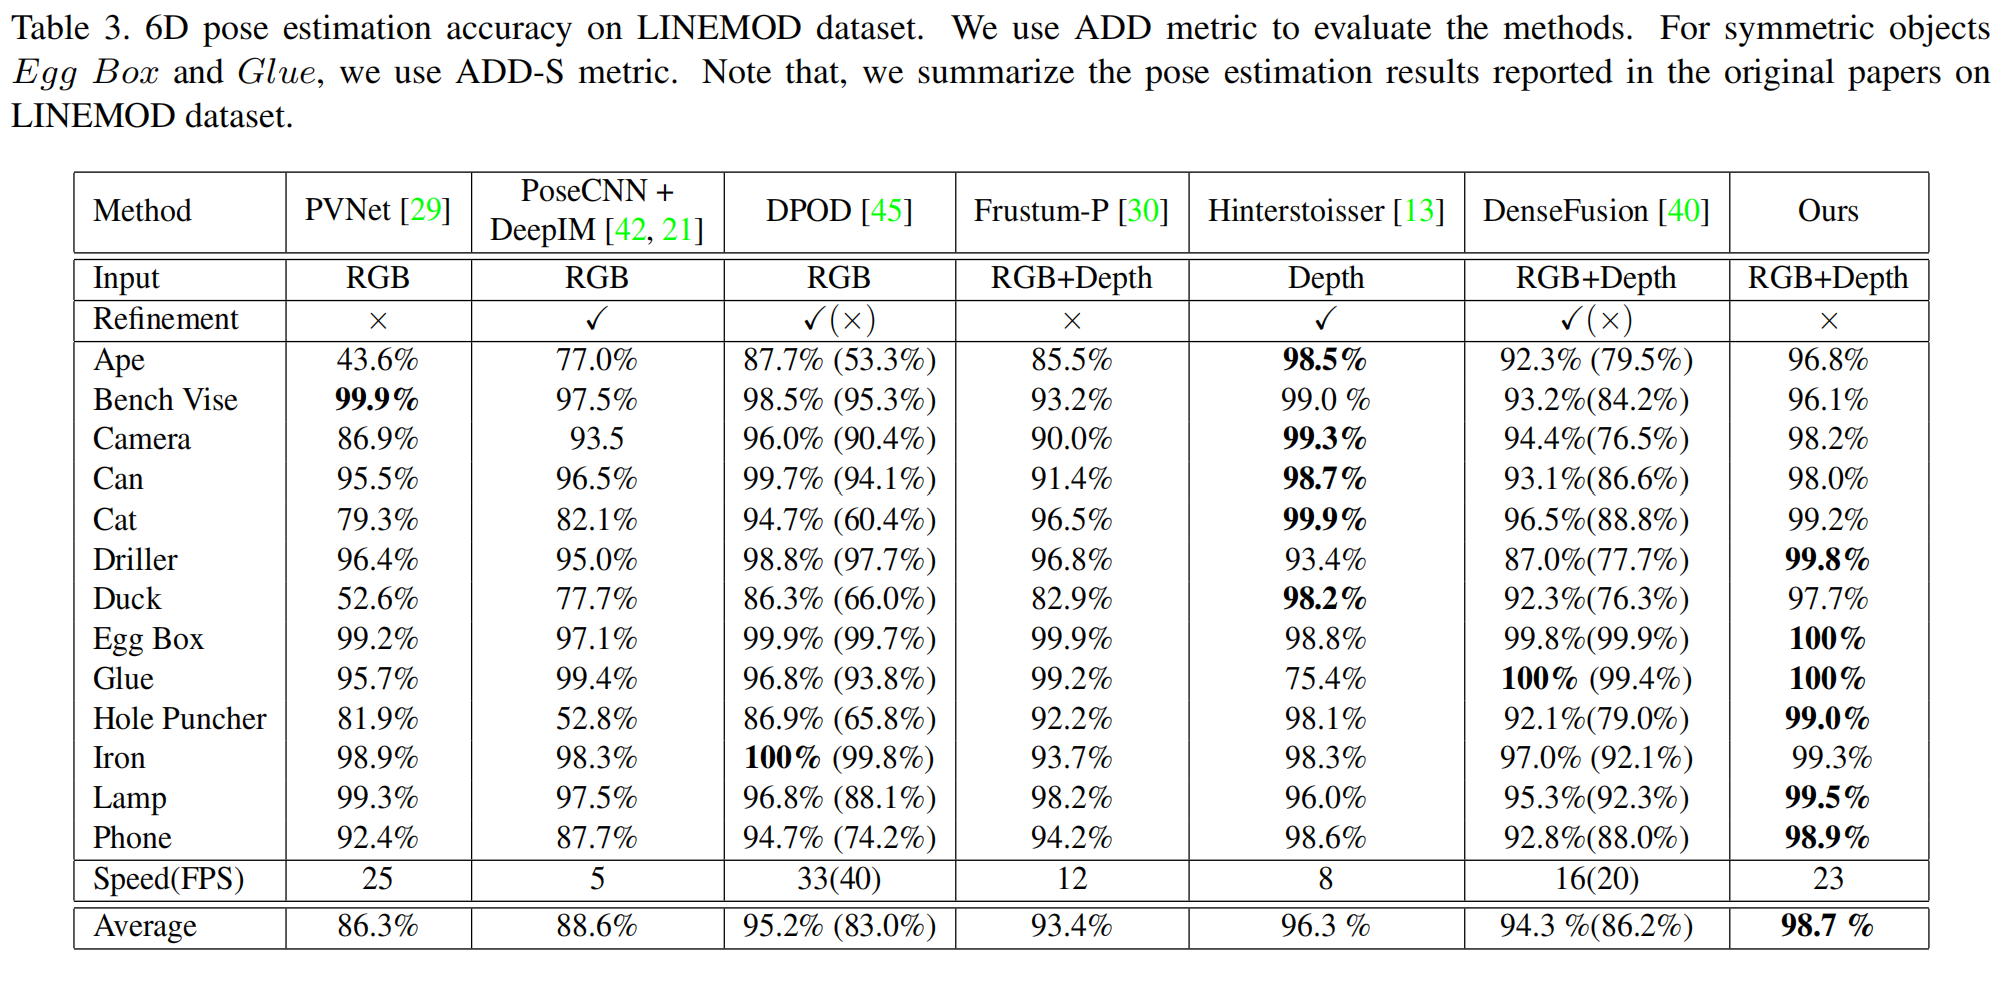 Table 3. 6D pose estimation accuracy on LINEMOD dataset. We use ADD metric to evaluate the methods. For symmetric objects
Egg Box and Glue, we use ADD-S metric. Note that, we summarize the pose estimation results reported in the original papers on
LINEMOD dataset.
Method PVNet [29] PoseCNN + DeepIM [42, 21] DPOD [45] Frustum-P [30] Hinterstoisser [13] DenseFusion [40] Ours
Input RGB RGB RGB RGB+Depth Depth RGB+Depth RGB+Depth
Refinement × ✓ ✓(×) × ✓ ✓(×) ×
Ape 43.6% 77.0% 87.7% (53.3%) 85.5% 98.5% 92.3% (79.5%) 96.8%
Bench Vise 99.9% 97.5% 98.5% (95.3%) 93.2% 99.0 % 93.2%(84.2%) 96.1%
Camera 86.9% 93.5 96.0% (90.4%) 90.0% 99.3% 94.4%(76.5%) 98.2%
Can 95.5% 96.5% 99.7% (94.1%) 91.4% 98.7% 93.1%(86.6%) 98.0%
Cat 79.3% 82.1% 94.7% (60.4%) 96.5% 99.9% 96.5%(88.8%) 99.2%
Driller 96.4% 95.0% 98.8% (97.7%) 96.8% 93.4% 87.0%(77.7%) 99.8%
Duck 52.6% 77.7% 86.3% (66.0%) 82.9% 98.2% 92.3%(76.3%) 97.7%
Egg Box 99.2% 97.1% 99.9% (99.7%) 99.9% 98.8% 99.8%(99.9%) 100%
Glue 95.7% 99.4% 96.8% (93.8%) 99.2% 75.4% 100% (99.4%) 100%
Hole Puncher 81.9% 52.8% 86.9% (65.8%) 92.2% 98.1% 92.1%(79.0%) 99.0%
Iron 98.9% 98.3% 100% (99.8%) 93.7% 98.3% 97.0% (92.1%) 99.3%
Lamp 99.3% 97.5% 96.8% (88.1%) 98.2% 96.0% 95.3%(92.3%) 99.5%
Phone 92.4% 87.7% 94.7% (74.2%) 94.2% 98.6% 92.8%(88.0%) 98.9%
Speed(FPS) 25 5 33(40) 12 8 16(20) 23
Average 86.3% 88.6% 95.2% (83.0%) 93.4% 96.3 % 94.3 %(86.2%) 98.7 %